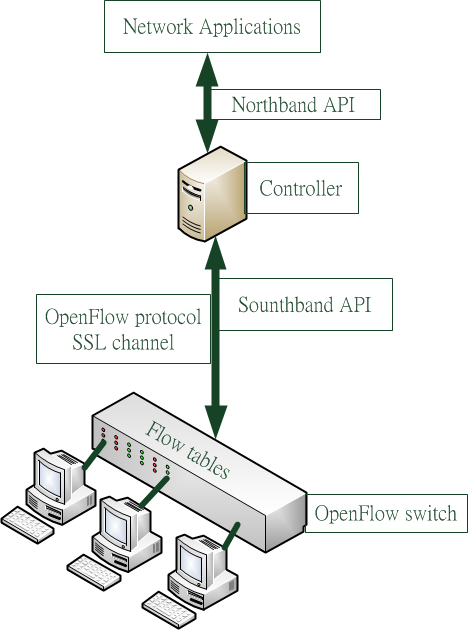 Network Applications
Northband API
Controller
Sounthband API
OpenFlow protocol
SSL channel
Flow tables
OpenFlow switch